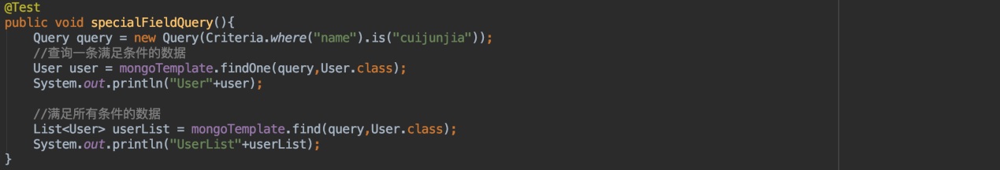 @Test
public void specialFieldQuery(){
Query query = new Query(Criteria.where("name").is("cuijunjia"));
//查询一条满足条件的数据
User user = mongoTemplate.findOne(query,User.class);
System.out.println("User"+user);
//满足所有条件的数据
List<User> userList = mongoTemplate.find(query,User.class);
System.out.println("UserList"+userList);
}